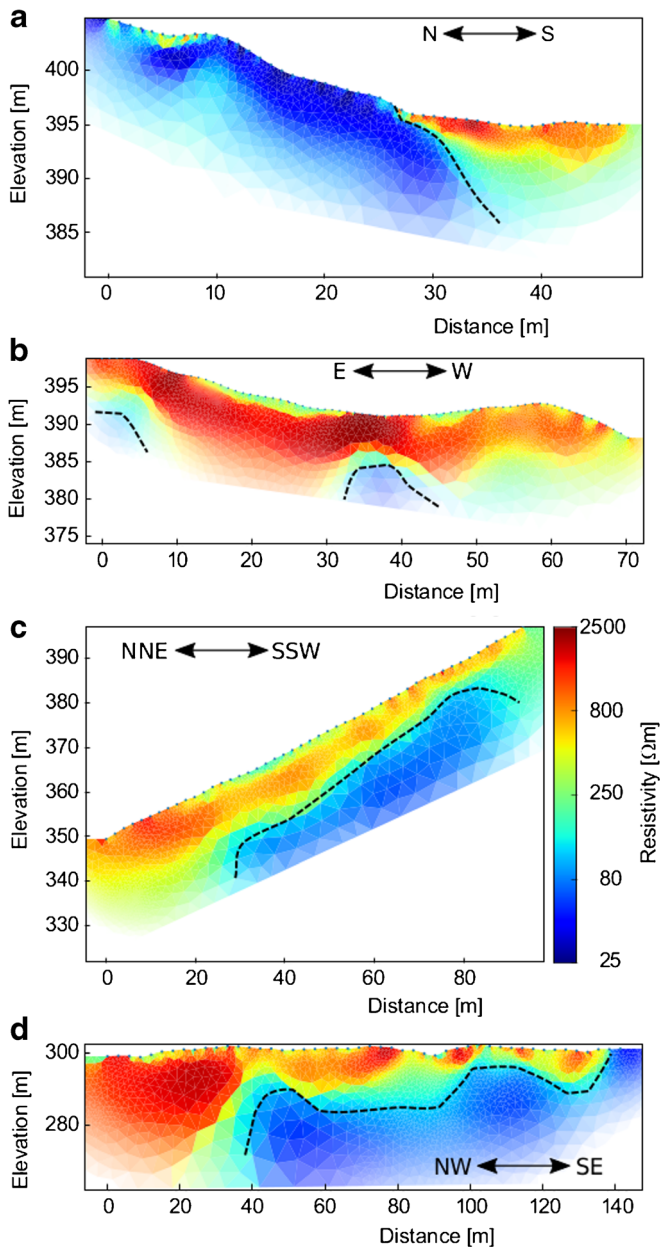 a
N S
400
395
390
385
Elevation [m]
0 10 20 30 40
Distance [m]
b
E W
395
390
385
380
375
Elevation [m]
0 10 20 30 40 50 60 70
Distance [m]
c
NNE SSW
390
380
370
360
350
340
330
Elevation [m]
0 20 40 60 80
Distance [m]
2500
800
250
80
25
Resistivity [Ωm]
d
300
280
Elevation [m]
NW SE
0 20 40 60 80 100 120 140
Distance [m]